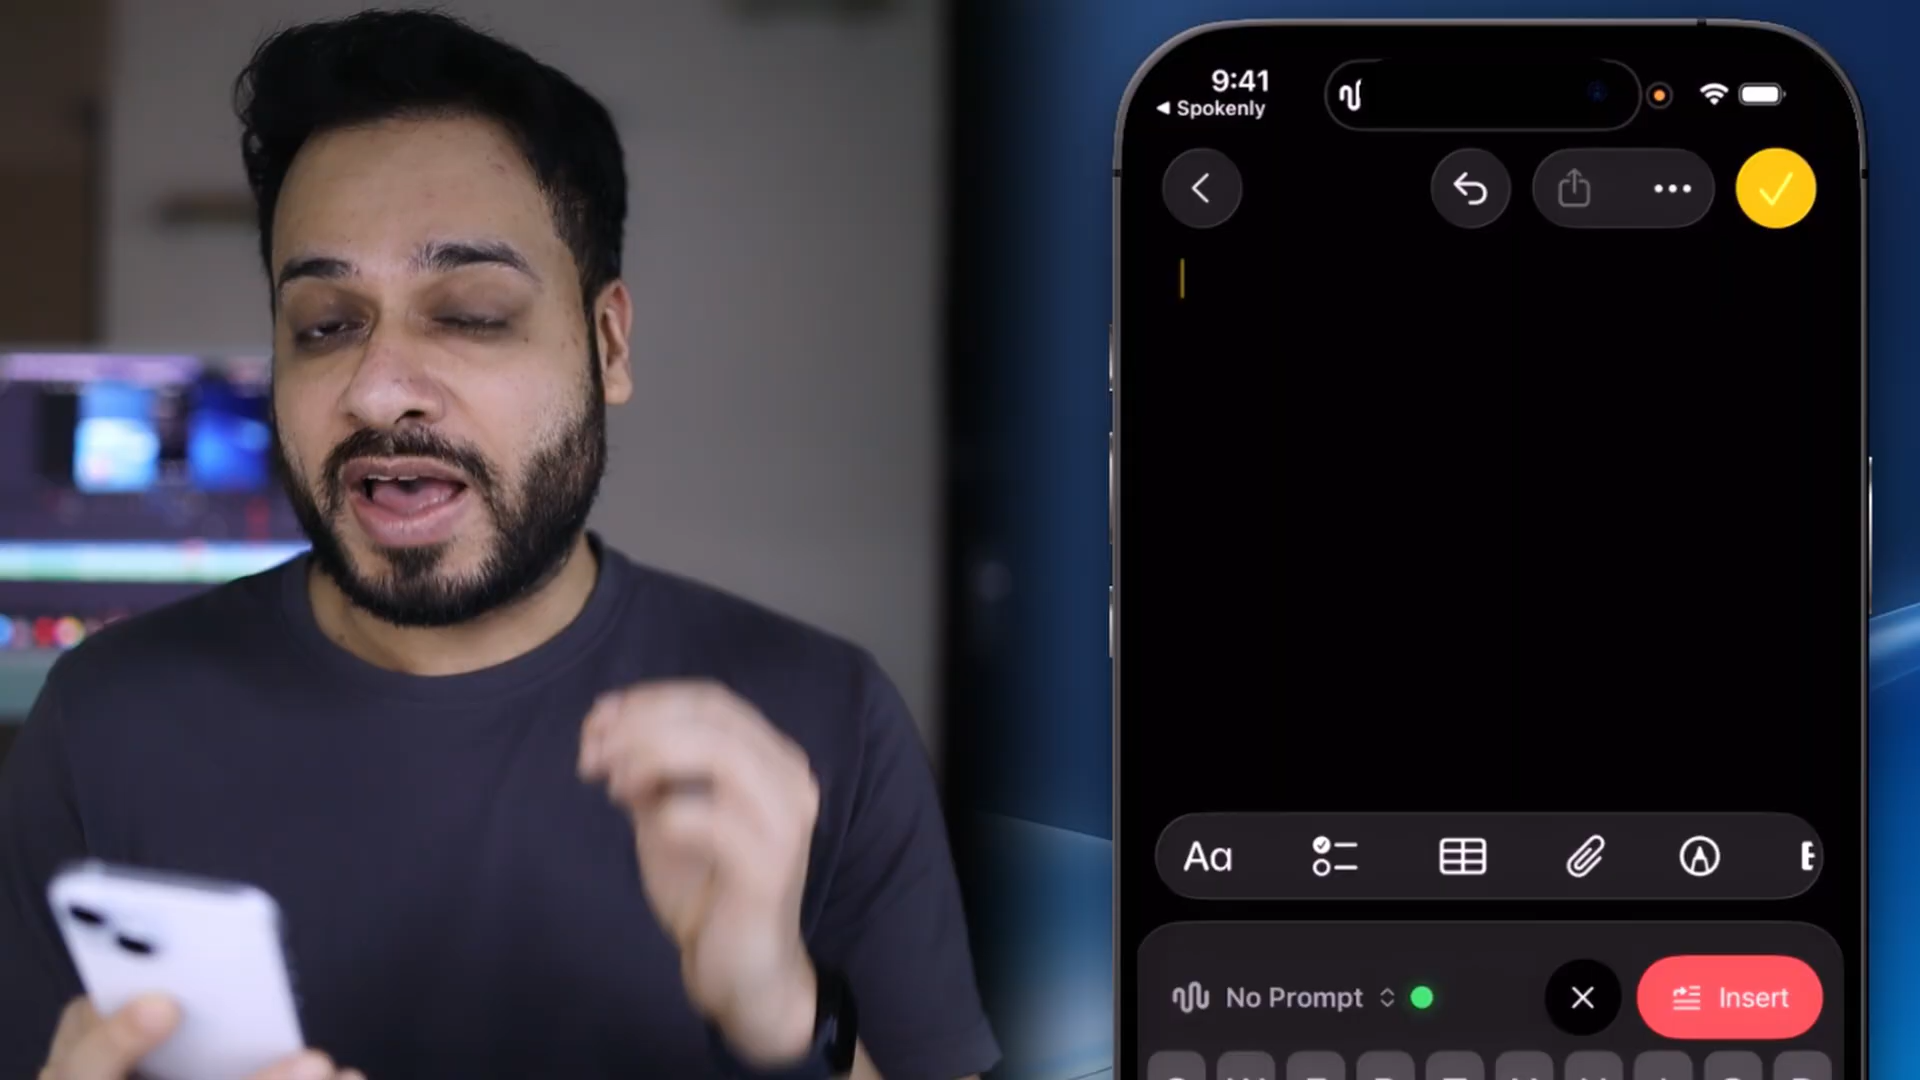 9:41
◀ Spokenly
Aa
No Prompt
Insert